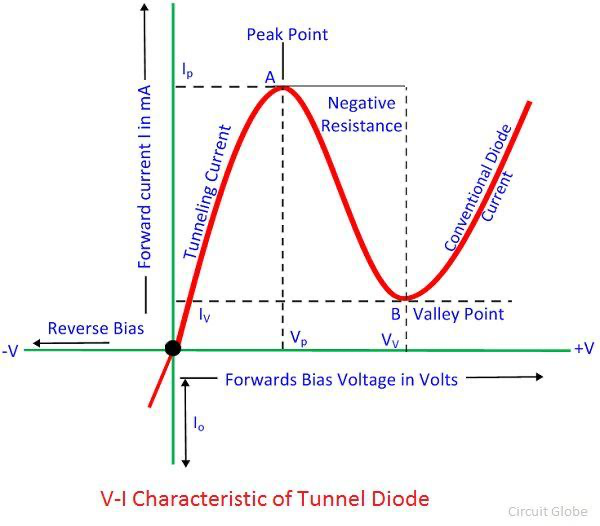 Peak Point
Forward current I in mA
Ip
A
Negative
Resistance
Tunneling Current
Conventional Diode
Current
IV
B
Valley Point
Reverse Bias
-V
Vp
VV
+V
Forwards Bias Voltage in Volts
Io
V-I Characteristic of Tunnel Diode
Circuit Globe